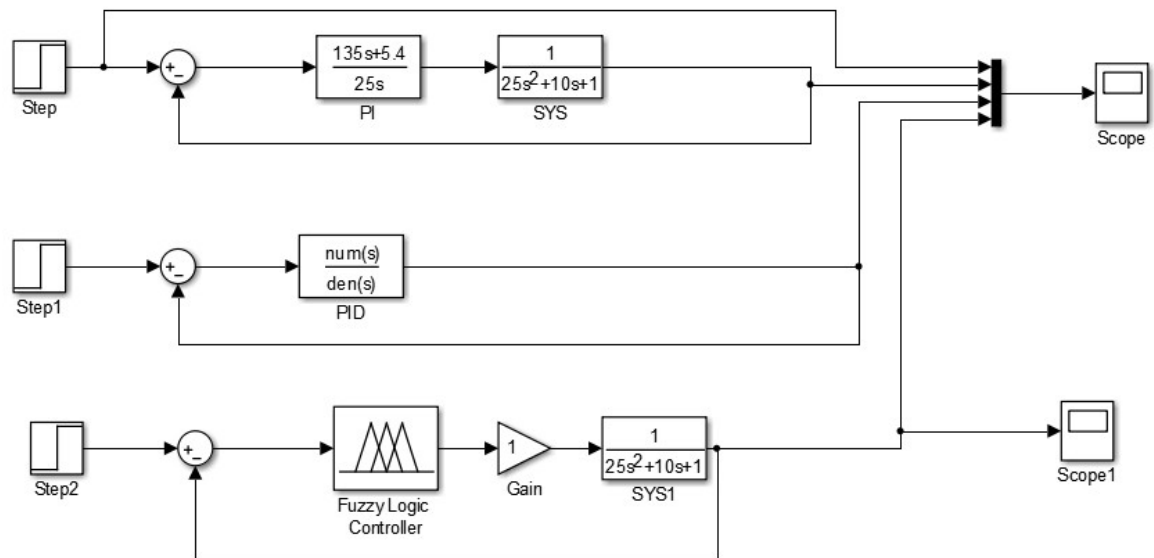 Step
+
−
135s+5.4
25s
PI
1
25s²+10s+1
SYS
Scope
Step1
+
−
num(s)
den(s)
PID
Step2
+
−
Fuzzy Logic
Controller
1
Gain
1
25s²+10s+1
SYS1
Scope1